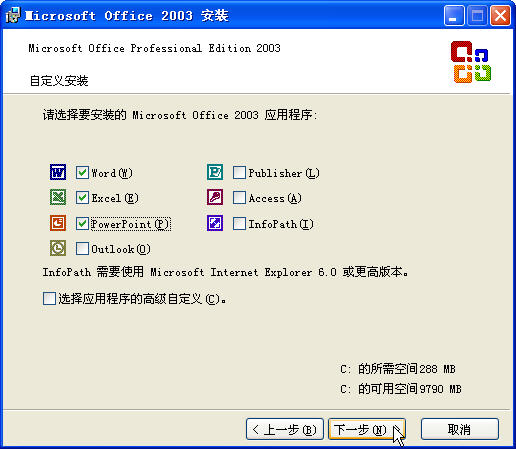 Microsoft Office 2003 安装
Microsoft Office Professional Edition 2003
自定义安装
请选择要安装的 Microsoft Office 2003 应用程序:
Word(W)
Publisher(L)
Excel(E)
Access(A)
PowerPoint(P)
InfoPath(I)
Outlook(O)
InfoPath 需要使用 Microsoft Internet Explorer 6.0 或更高版本。
选择应用程序的高级自定义(C)。
C: 的所需空间288 MB
C: 的可用空间9790 MB
< 上一步(B)
下一步(N) >
取消